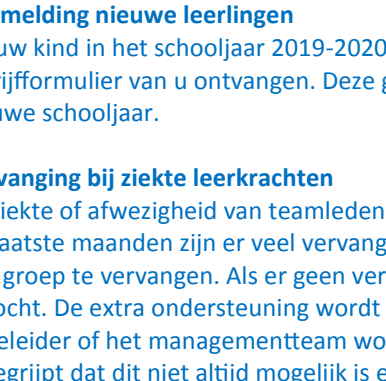 melding nieuwe leerlingen
uw kind in het schooljaar 2019-2020
rijfformulier van u ontvangen. Deze g
uwe schooljaar.
vanging bij ziekte leerkrachten
iekte of afwezigheid van teamleden
aatste maanden zijn er veel vervang
groep te vervangen. Als er geen ver
ocht. De extra ondersteuning wordt
eleider of het managementteam wo
egrijpt dat dit niet altijd mogelijk is e